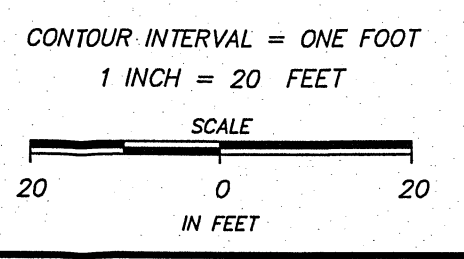 CONTOUR INTERVAL = ONE FOOT
1 INCH = 20 FEET
SCALE
20 0 20
IN FEET